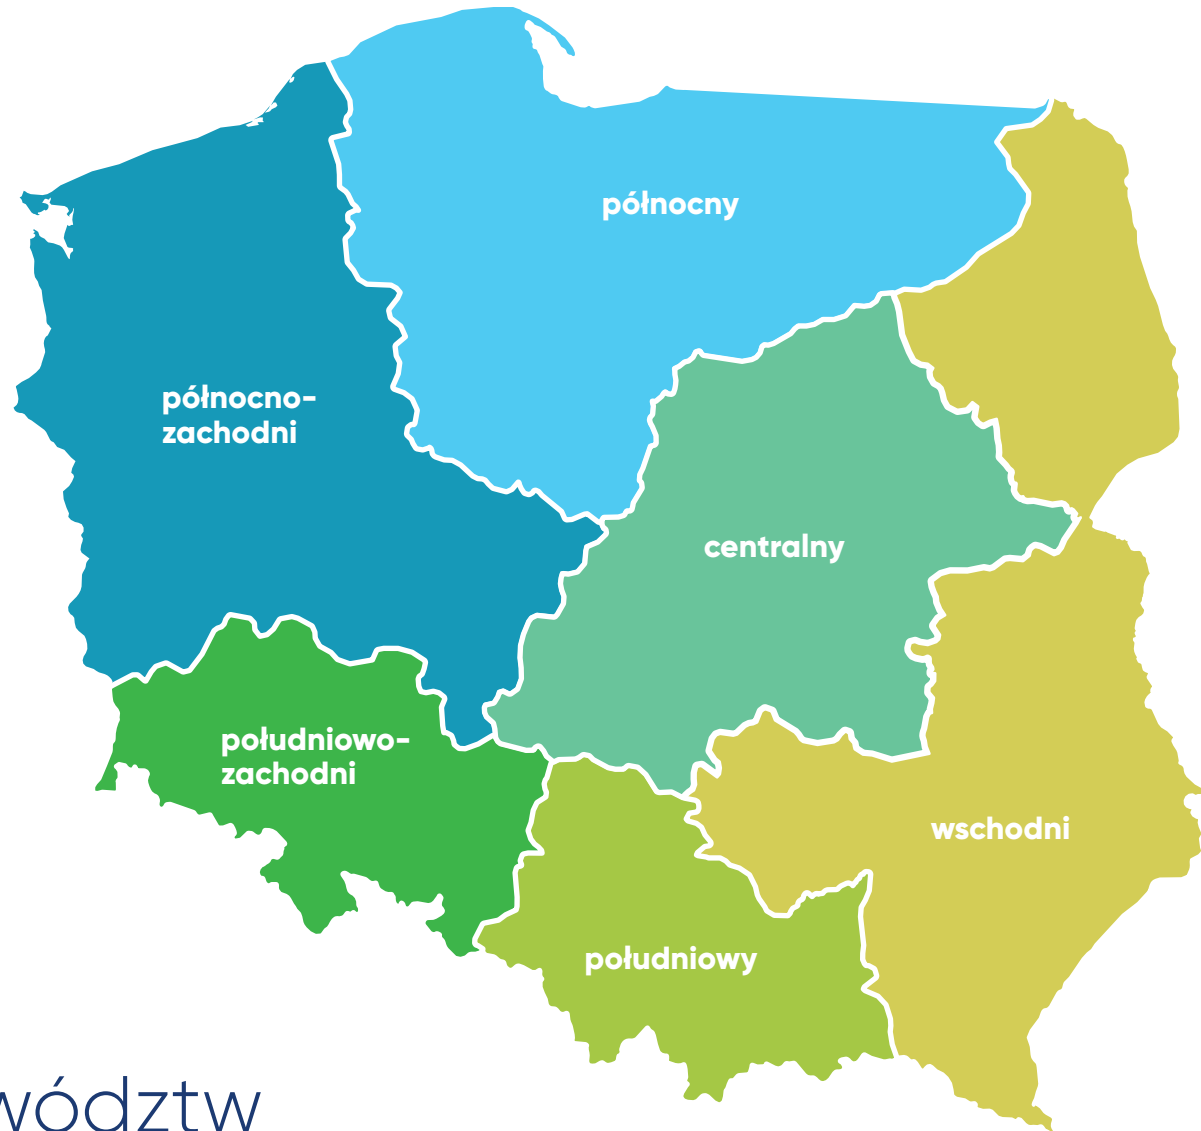 północny
północno-
zachodni
centralny
południowo-
zachodni
wschodni
południowy
wództw